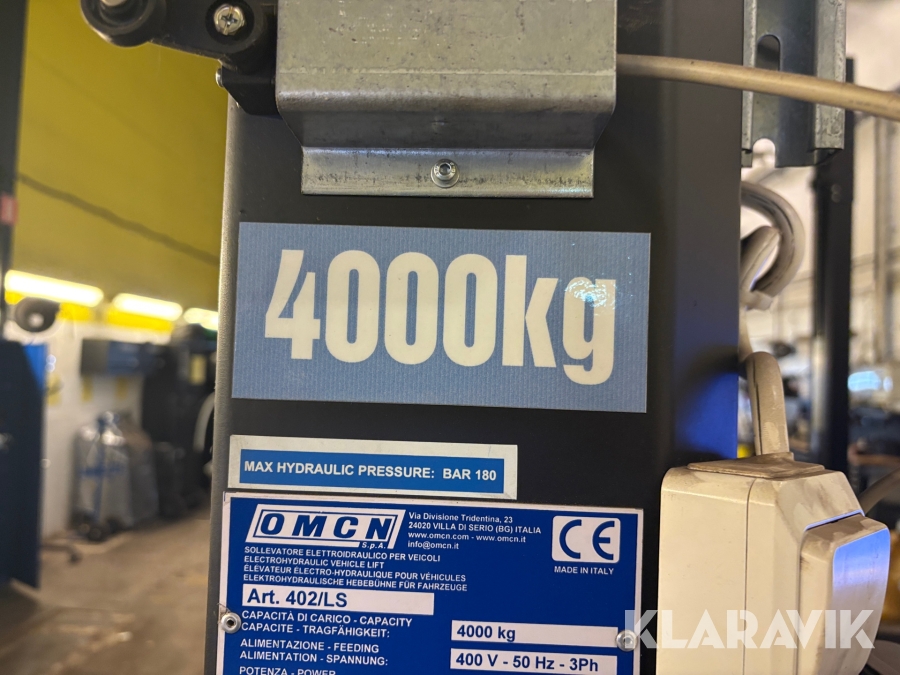 4000kg
MAX HYDRAULIC PRESSURE: BAR 180
OMCN S.p.A.
Via Divisione Tridentina, 23
24020 VILLA DI SERIO (BG) ITALIA
www.omcn.com - www.omcn.it
info@omcn.it
CE
MADE IN ITALY
SOLLEVATORE ELETTROIDRAULICO PER VEICOLI
ELECTROHYDRAULIC VEHICLE LIFT
ÉLEVATEUR ÉLECTRO-HYDRAULIQUE POUR VÉHICULES
ELEKTROHYDRAULISCHE HEBEBÜHNE FÜR FAHRZEUGE
Art. 402/LS
CAPACITÀ DI CARICO - CAPACITY
CAPACITE - TRAGFÄHIGKEIT:
4000 kg
ALIMENTAZIONE - FEEDING
ALIMENTATION - SPANNUNG:
400 V - 50 Hz - 3Ph
POTENZA - POWER
KLARAVIK